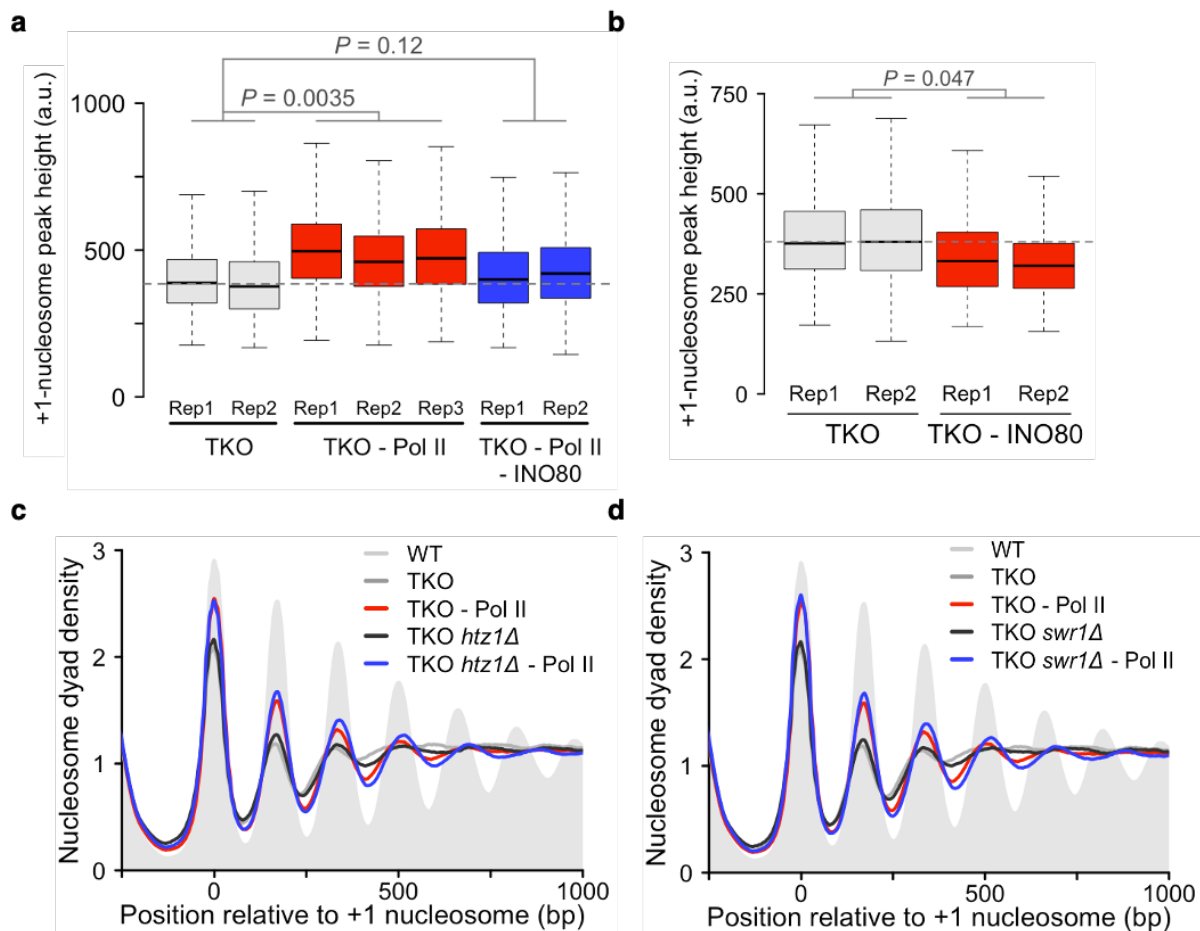 a
P = 0.12
P = 0.0035
+1-nucleosome peak height (a.u.)
1000
500
0
Rep1 Rep2 Rep1 Rep2 Rep3 Rep1 Rep2
TKO TKO - Pol II TKO - Pol II
- INO80
b
P = 0.047
+1-nucleosome peak height (a.u.)
750
500
250
0
Rep1 Rep2 Rep1 Rep2
TKO TKO - INO80
c
Nucleosome dyad density
3
2
1
0
WT
TKO
TKO - Pol II
TKO htz1Δ
TKO htz1Δ - Pol II
0 500 1000
Position relative to +1 nucleosome (bp)
d
Nucleosome dyad density
3
2
1
0
WT
TKO
TKO - Pol II
TKO swr1Δ
TKO swr1Δ - Pol II
0 500 1000
Position relative to +1 nucleosome (bp)